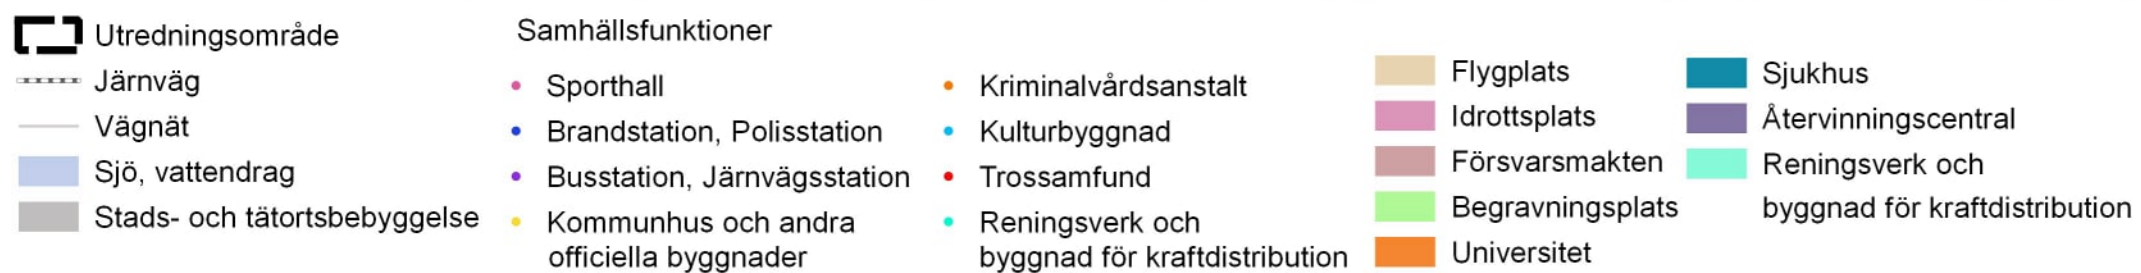 Utredningsområde
Järnväg
Vägnät
Sjö, vattendrag
Stads- och tätortsbebyggelse
Samhällsfunktioner
Sporthall
Brandstation, Polisstation
Busstation, Järnvägsstation
Kommunhus och andra
officiella byggnader
Kriminalvårdsanstalt
Kulturbyggnad
Trossamfund
Reningsverk och
byggnad för kraftdistribution
Flygplats
Idrottsplats
Försvarsmakten
Begravningsplats
Universitet
Sjukhus
Återvinningscentral
Reningsverk och
byggnad för kraftdistribution